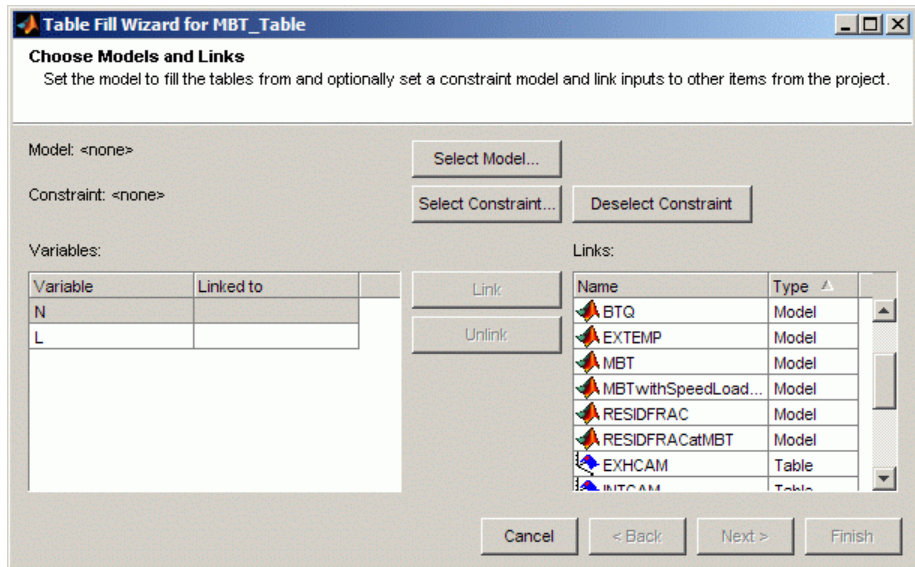 Table Fill Wizard for MBT_Table
Choose Models and Links
Set the model to fill the tables from and optionally set a constraint model and link inputs to other items from the project.
Model: <none>
Select Model...
Constraint: <none>
Select Constraint...
Deselect Constraint
Variables:
Links:
Variable Linked to
Link
Name Type
N
BTQ Model
L
Unlink
EXTEMP Model
MBT Model
MBTwithSpeedLoad... Model
RESIDFRAC Model
RESIDFRACatMBT Model
EXHCAM Table
INTCAM Table
Cancel
< Back
Next >
Finish